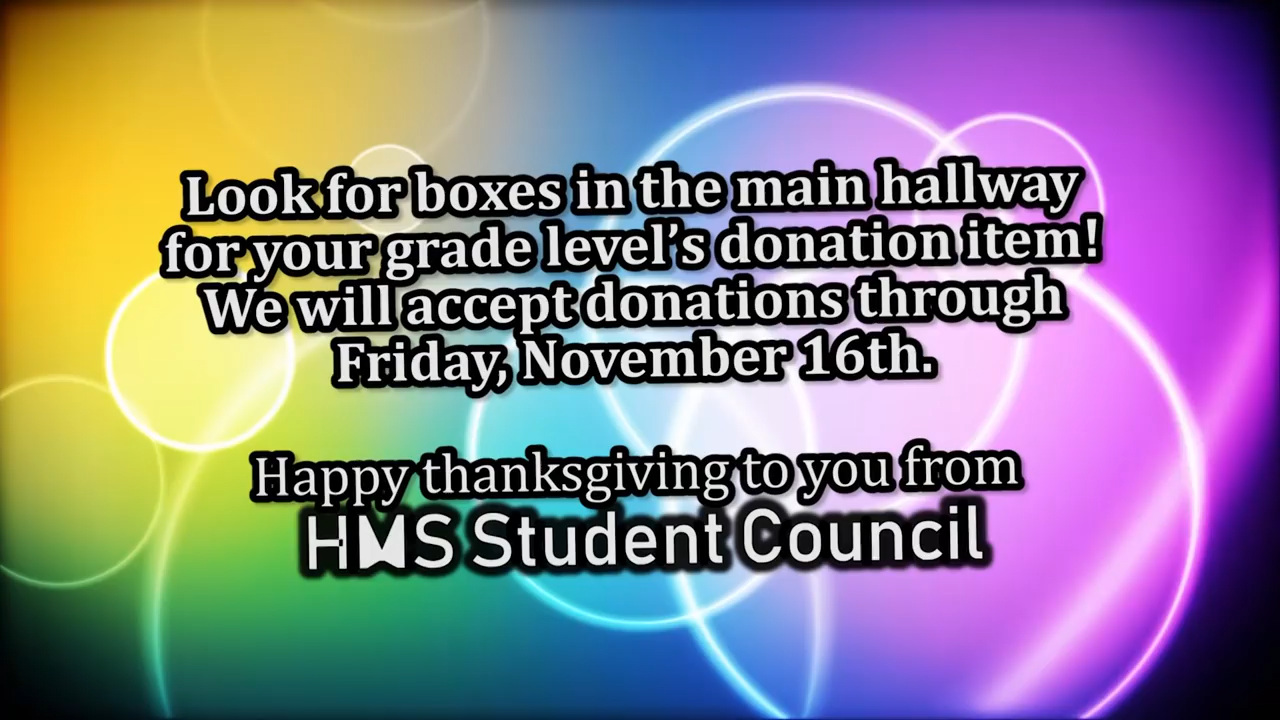 Look for boxes in the main hallway
for your grade level’s donation item!
We will accept donations through
Friday, November 16th.
Happy thanksgiving to you from
HMS Student Council